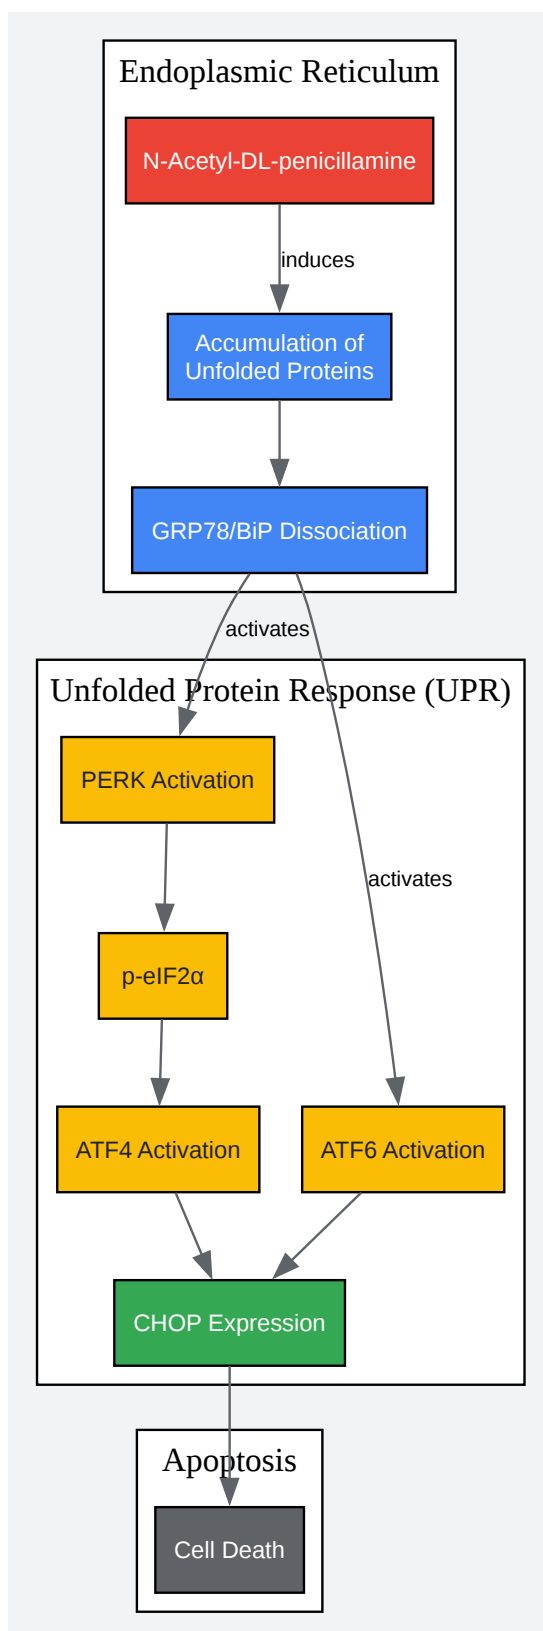 Endoplasmic Reticulum
N-Acetyl-DL-penicillamine
induces
Accumulation of
Unfolded Proteins
GRP78/BiP Dissociation
activates
Unfolded Protein Response (UPR)
PERK Activation
activates
p-eIF2α
ATF4 Activation
ATF6 Activation
CHOP Expression
Apoptosis
Cell Death